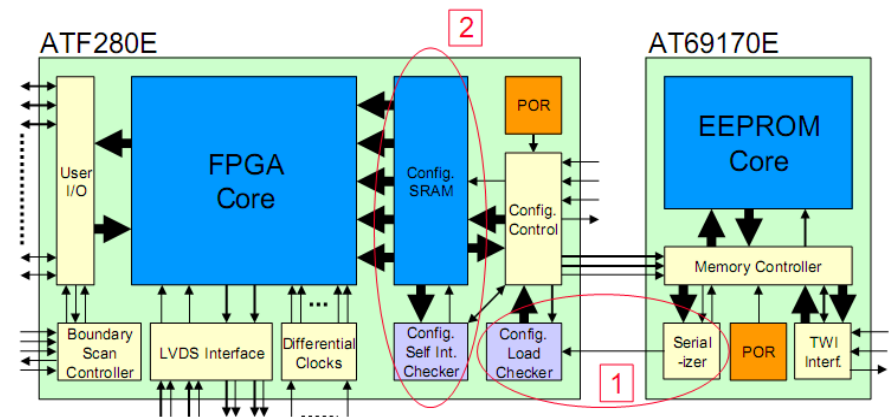 2
ATF280E
AT69170E
User
I/O
FPGA
Core
Config.
SRAM
POR
Config.
Control
EEPROM
Core
Memory Controller
Boundary
Scan
Controller
LVDS Interface
...
Differential
Clocks
Config.
Self Int.
Checker
Config.
Load
Checker
1
Serial
-izer
POR
TWI
Interf.